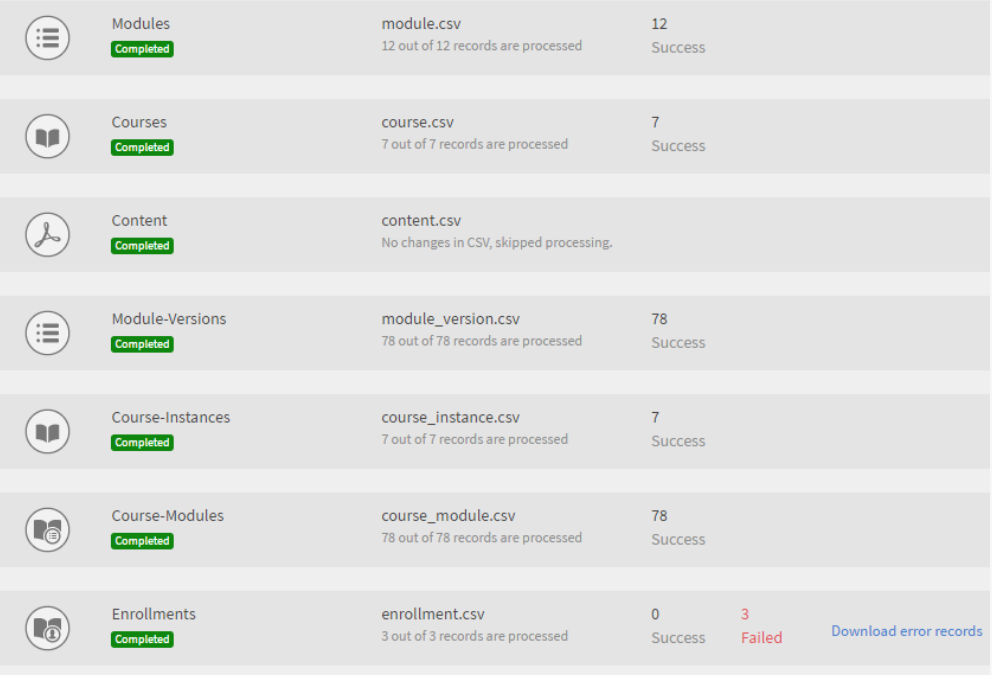 Modules module.csv 12
Completed 12 out of 12 records are processed Success
Courses course.csv 7
Completed 7 out of 7 records are processed Success
Content content.csv
Completed No changes in CSV, skipped processing.
Module-Versions module_version.csv 78
Completed 78 out of 78 records are processed Success
Course-Instances course_instance.csv 7
Completed 7 out of 7 records are processed Success
Course-Modules course_module.csv 78
Completed 78 out of 78 records are processed Success
Enrollments enrollment.csv 0 3
Completed 3 out of 3 records are processed Success Failed Download error records